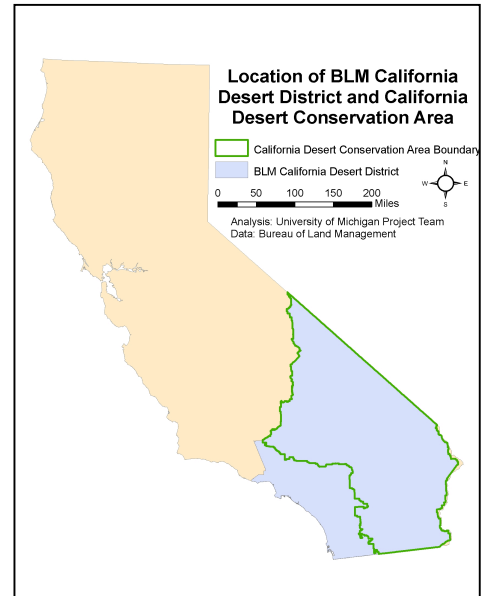 Location of BLM California
Desert District and California
Desert Conservation Area
California Desert Conservation Area Boundary
BLM California Desert District
N
W E
S
0 50 100 150 200
Miles
Analysis: University of Michigan Project Team
Data: Bureau of Land Management